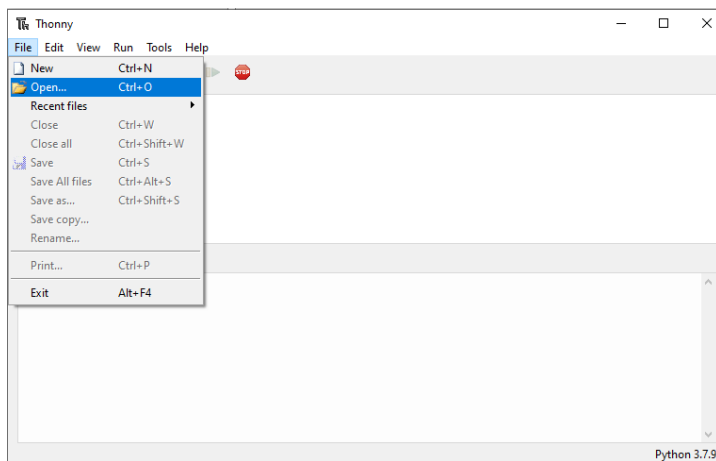 Thonny
File Edit View Run Tools Help
New Ctrl+N
STOP
Open... Ctrl+O
Recent files
Close Ctrl+W
Close all Ctrl+Shift+W
Save Ctrl+S
Save All files Ctrl+Alt+S
Save as... Ctrl+Shift+S
Save copy...
Rename...
Print... Ctrl+P
Exit Alt+F4
Python 3.7.9